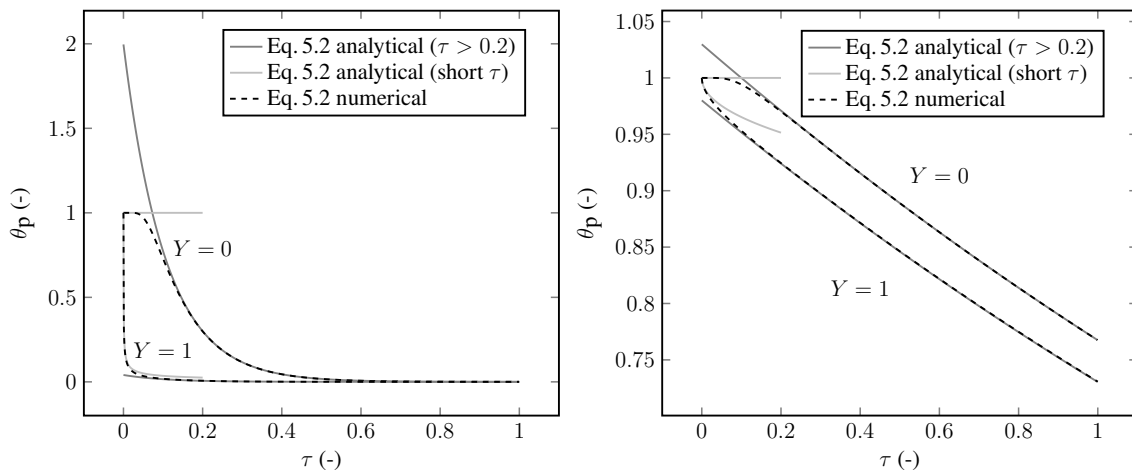 2
1.5
1
0.5
0
0
0.2
0.4
0.6
0.8
1
θp (-)
τ (-)
Eq. 5.2 analytical (τ > 0.2)
Eq. 5.2 analytical (short τ)
Eq. 5.2 numerical
Y = 0
Y = 1
1.05
1
0.95
0.9
0.85
0.8
0.75
0
0.2
0.4
0.6
0.8
1
θp (-)
τ (-)
Eq. 5.2 analytical (τ > 0.2)
Eq. 5.2 analytical (short τ)
Eq. 5.2 numerical
Y = 0
Y = 1